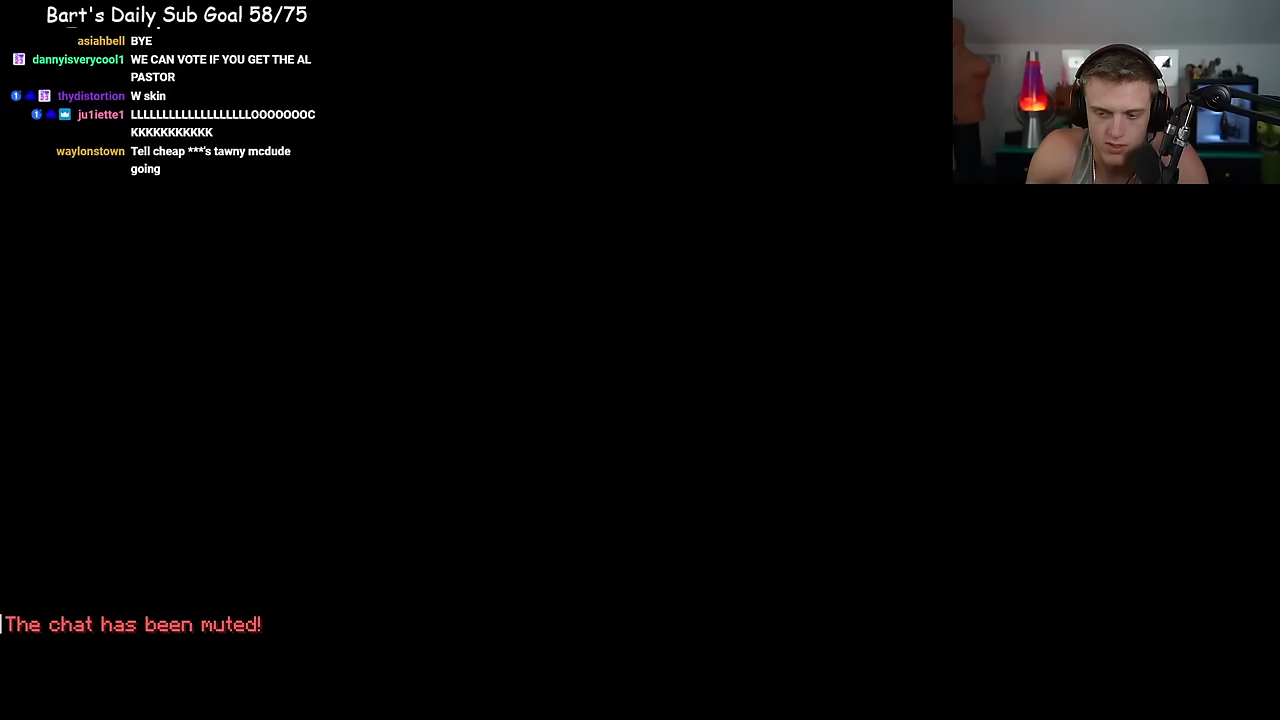 Bart's Daily Sub Goal 58/75
asiahbell BYE
dannyisverycool1 WE CAN VOTE IF YOU GET THE AL
PASTOR
thydistortion W skin
ju1iette1 LLLLLLLLLLLLLLLLLLLOOOOOOOC
KKKKKKKKKKK
waylonstown Tell cheap ***'s tawny mcdude
going
The chat has been muted!